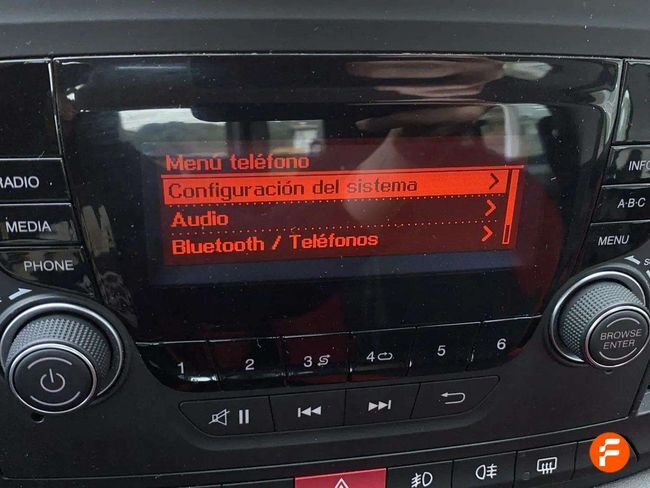 Menú teléfono
Configuración del sistema
Audio
Bluetooth / Teléfonos
RADIO
MEDIA
PHONE
INFO
A-B-C
MENU
BROWSE
ENTER
1
2
3
4
5
6